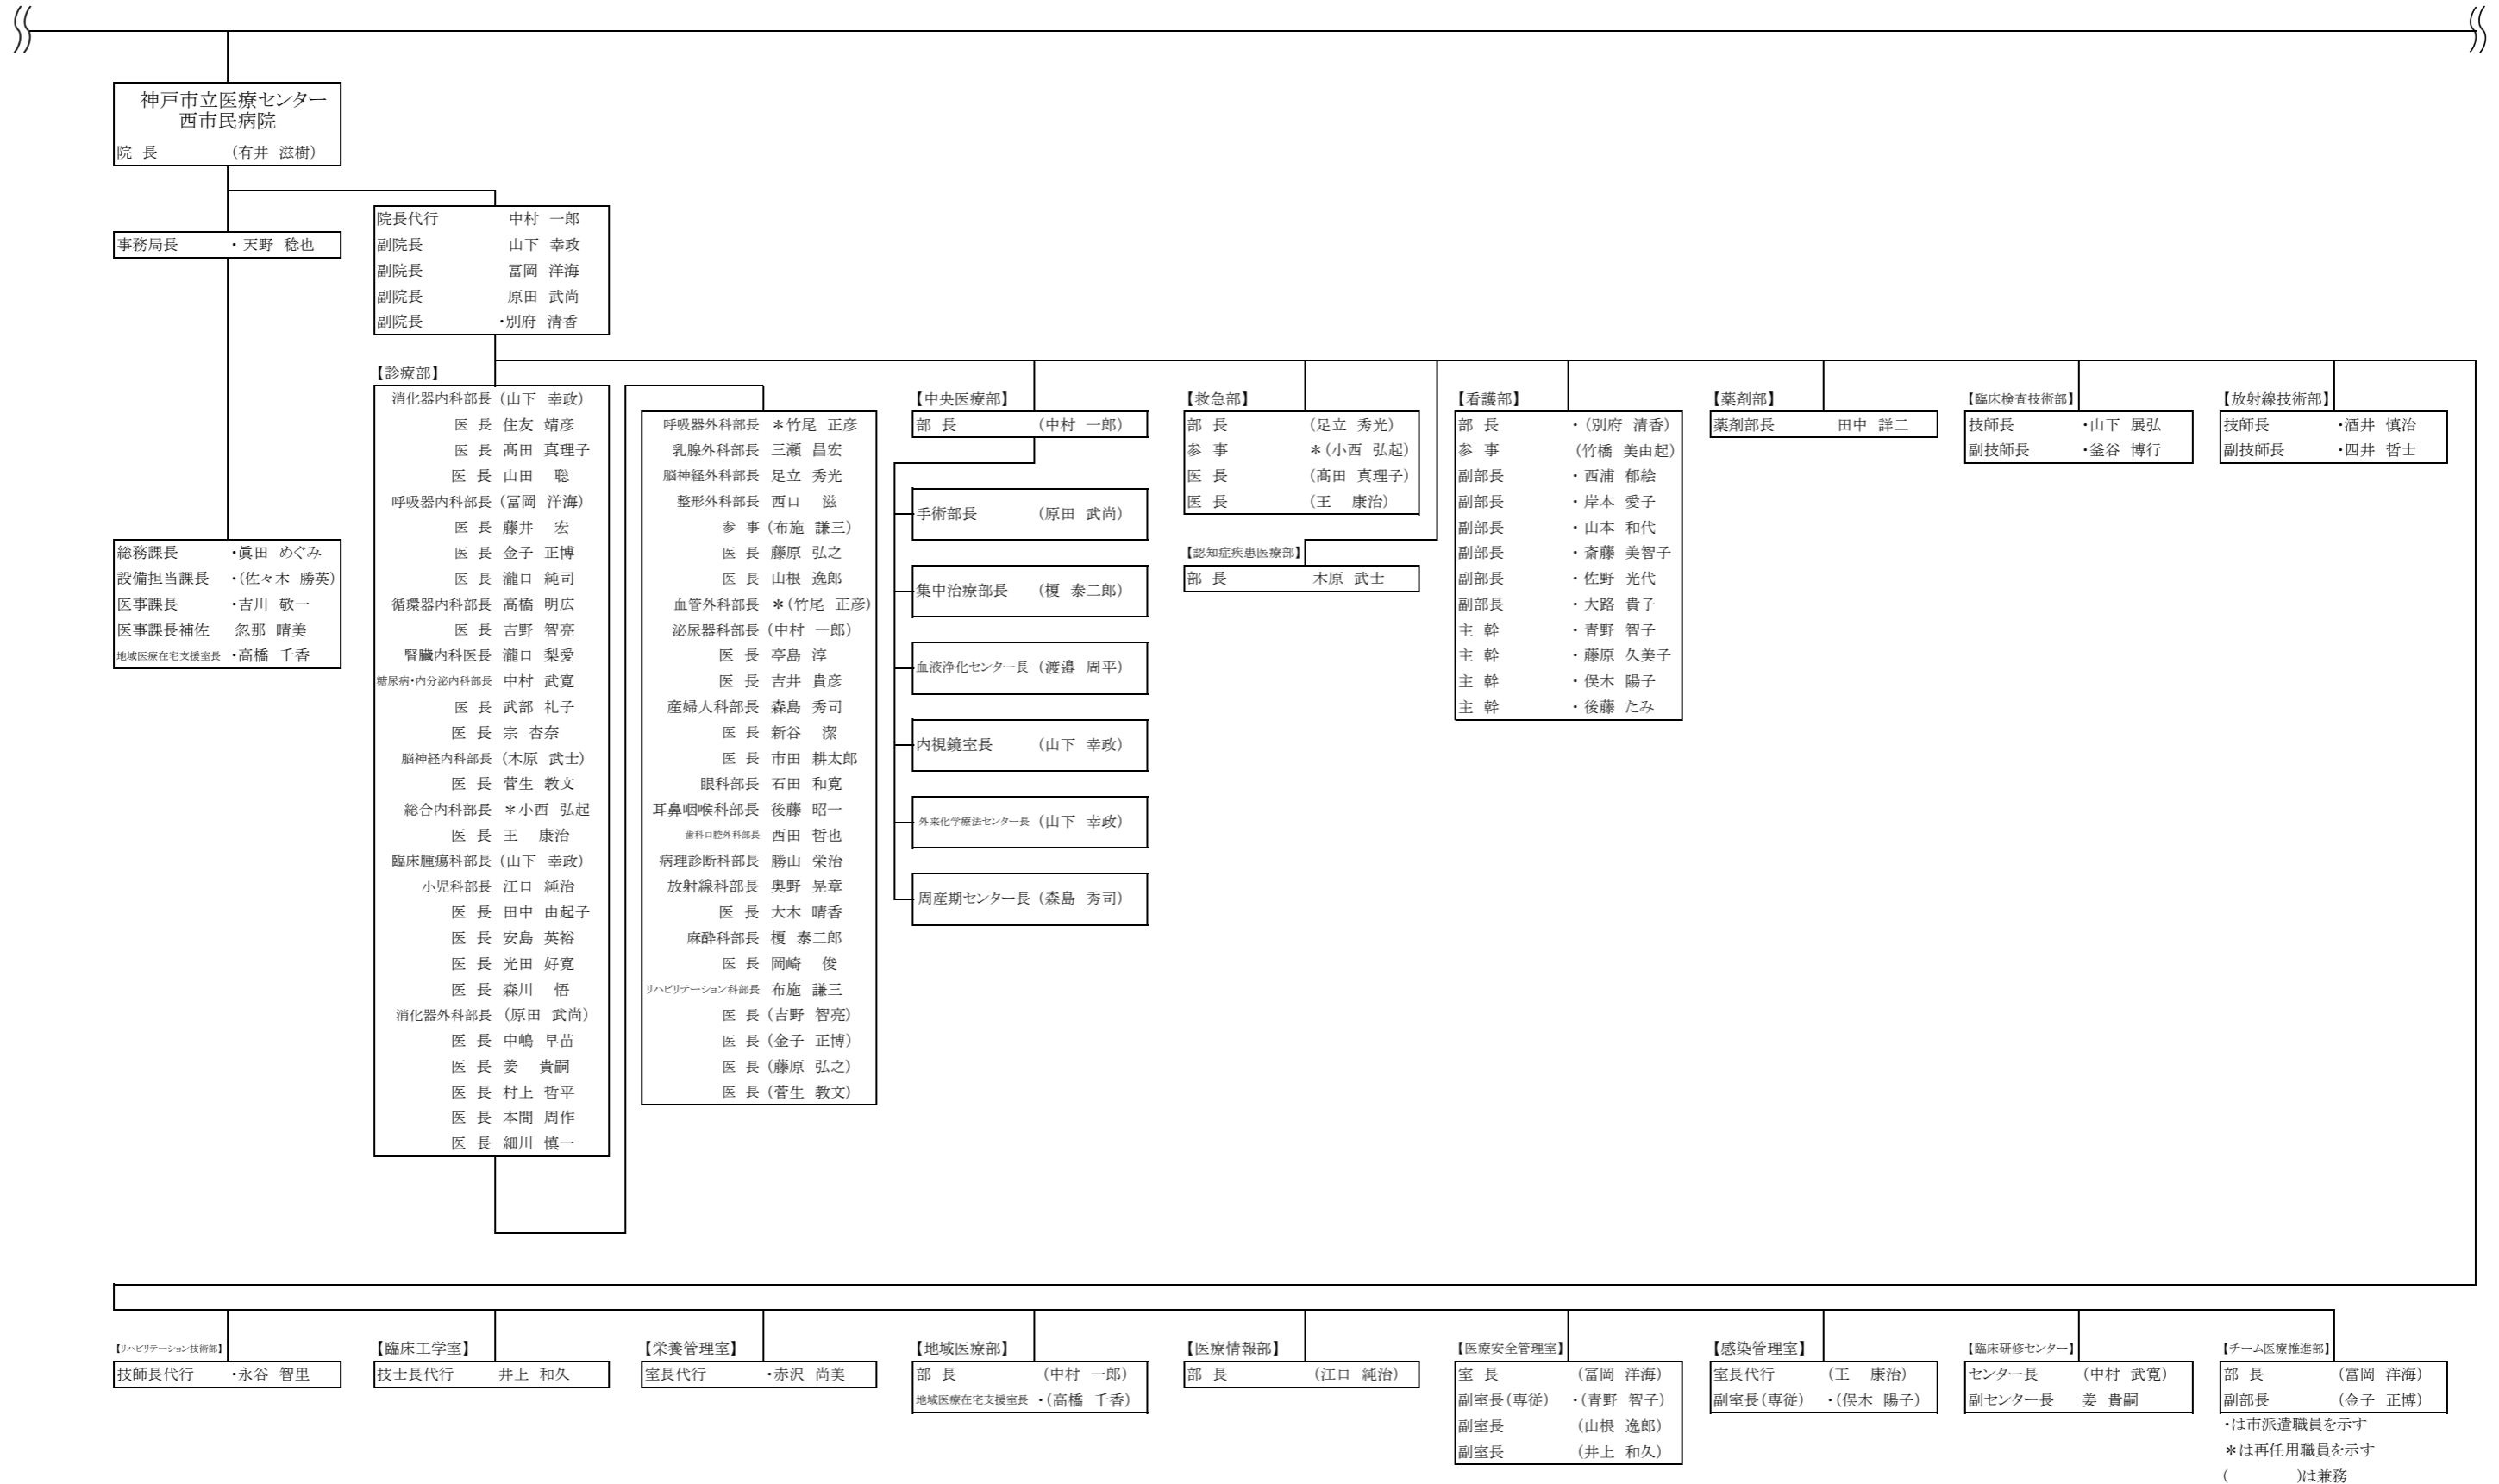 神戸市立医療センター
西市民病院
院 長 (有井 滋樹)
事務局長 ・天野 稔也
院長代行 中村 一郎
副院長 山下 幸政
副院長 冨岡 洋海
副院長 原田 武尚
副院長 ・別府 清香
総務課長 ・眞田 めぐみ
設備担当課長 ・(佐々木 勝英)
医事課長 ・吉川 敬一
医事課長補佐 忽那 晴美
地域医療在宅支援室長 ・高橋 千香
【診療部】
消化器内科部長 (山下 幸政)
医 長 住友 靖彦
医 長 髙田 真理子
医 長 山田 聡
呼吸器内科部長 (冨岡 洋海)
医 長 藤井 宏
医 長 金子 正博
医 長 瀧口 純司
循環器内科部長 高橋 明広
医 長 吉野 智亮
腎臓内科医長 瀧口 梨愛
糖尿病・内分泌内科部長 中村 武寛
医 長 武部 礼子
医 長 宗 杏奈
脳神経内科部長 (木原 武士)
医 長 菅生 教文
総合内科部長 ＊小西 弘起
医 長 王 康治
臨床腫瘍科部長 (山下 幸政)
小児科部長 江口 純治
医 長 田中 由起子
医 長 安島 英裕
医 長 光田 好寛
医 長 森川 悟
消化器外科部長 (原田 武尚)
医 長 中嶋 早苗
医 長 姜 貴嗣
医 長 村上 哲平
医 長 本間 周作
医 長 細川 慎一
呼吸器外科部長 ＊竹尾 正彦
乳腺外科部長 三瀬 昌宏
脳神経外科部長 足立 秀光
整形外科部長 西口 滋
参 事 (布施 謙三)
医 長 藤原 弘之
医 長 山根 逸郎
血管外科部長 ＊(竹尾 正彦)
泌尿器科部長 (中村 一郎)
医 長 亭島 淳
医 長 吉井 貴彦
産婦人科部長 森島 秀司
医 長 新谷 潔
医 長 市田 耕太郎
眼科部長 石田 和寛
耳鼻咽喉科部長 後藤 昭一
歯科口腔外科部長 西田 哲也
病理診断科部長 勝山 栄治
放射線科部長 奥野 晃章
医 長 大木 晴香
麻酔科部長 榎 泰二郎
医 長 岡崎 俊
リハビリテーション科部長 布施 謙三
医 長 (吉野 智亮)
医 長 (金子 正博)
医 長 (藤原 弘之)
医 長 (菅生 教文)
【中央医療部】
部 長 (中村 一郎)
手術部長 (原田 武尚)
集中治療部長 (榎 泰二郎)
血液浄化センター長 (渡邉 周平)
内視鏡室長 (山下 幸政)
外来化学療法センター長 (山下 幸政)
周産期センター長 (森島 秀司)
【救急部】
部 長 (足立 秀光)
参 事 ＊(小西 弘起)
医 長 (髙田 真理子)
医 長 (王 康治)
【認知症疾患医療部】
部 長 木原 武士
【看護部】
部 長 ・(別府 清香)
参 事 (竹橋 美由起)
副部長 ・西浦 郁絵
副部長 ・岸本 愛子
副部長 ・山本 和代
副部長 ・斎藤 美智子
副部長 ・佐野 光代
副部長 ・大路 貴子
主 幹 ・青野 智子
主 幹 ・藤原 久美子
主 幹 ・俣木 陽子
主 幹 ・後藤 たみ
【薬剤部】
薬剤部長 田中 詳二
【臨床検査技術部】
技師長 ・山下 展弘
副技師長 ・釜谷 博行
【放射線技術部】
技師長 ・酒井 慎治
副技師長 ・四井 哲士
【リハビリテーション技術部】
技師長代行 ・永谷 智里
【臨床工学室】
技士長代行 井上 和久
【栄養管理室】
室長代行 ・赤沢 尚美
【地域医療部】
部 長 (中村 一郎)
地域医療在宅支援室長 ・(高橋 千香)
【医療情報部】
部 長 (江口 純治)
【医療安全管理室】
室 長 (冨岡 洋海)
副室長(専従) ・(青野 智子)
副室長 (山根 逸郎)
副室長 (井上 和久)
【感染管理室】
室長代行 (王 康治)
副室長(専従) ・(俣木 陽子)
【臨床研修センター】
センター長 (中村 武寛)
副センター長 姜 貴嗣
【チーム医療推進部】
部 長 (富岡 洋海)
副部長 (金子 正博)
・は市派遣職員を示す
＊は再任用職員を示す
( )は兼務